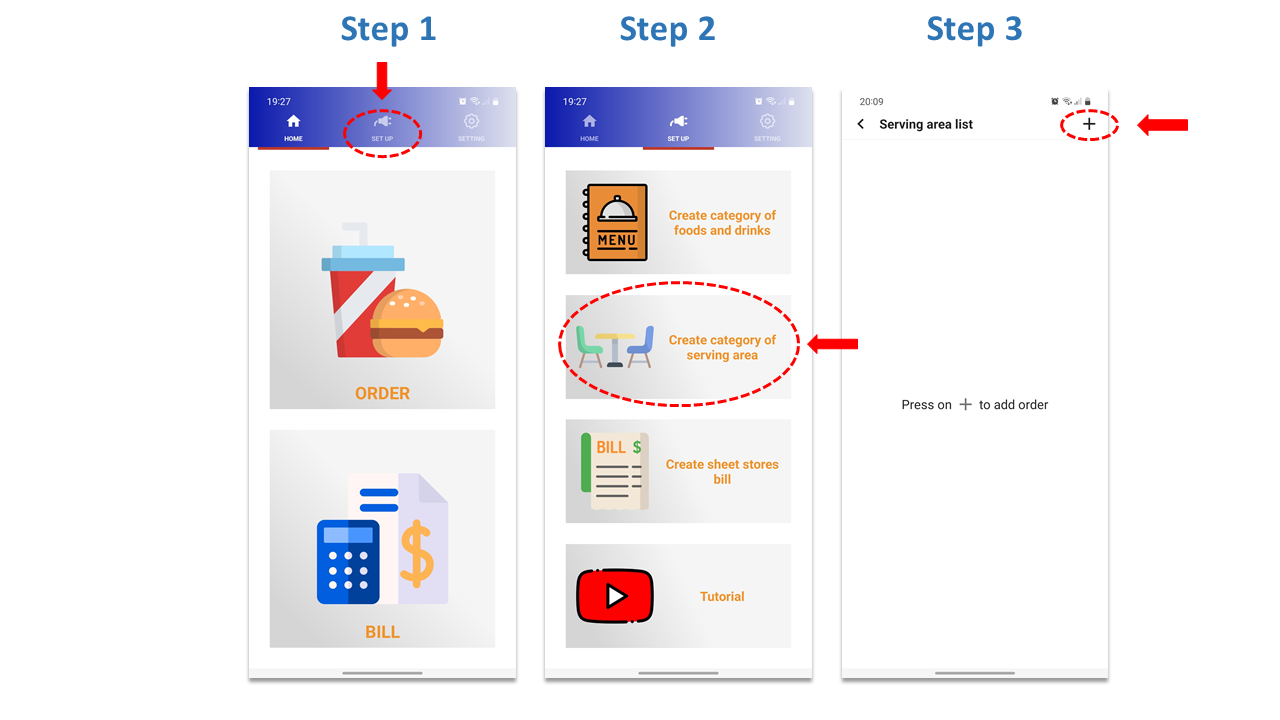 Step 1
Step 2
Step 3
19:27
HOME
SET UP
SETTING
ORDER
BILL
19:27
HOME
SET UP
SETTING
MENU
Create category of
foods and drinks
Create category of
serving area
BILL $
Create sheet stores
bill
Tutorial
20:09
Serving area list
Press on + to add order